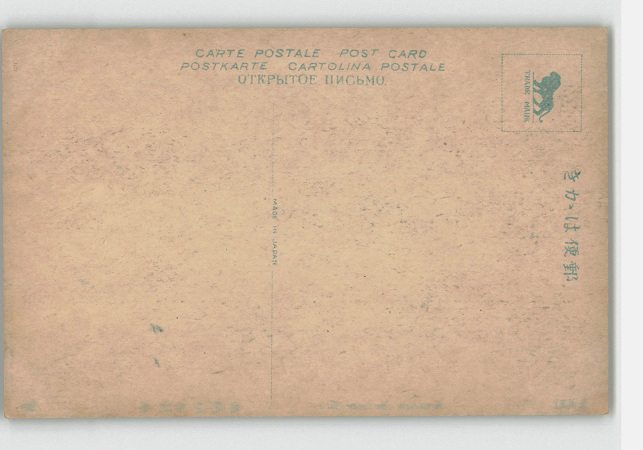 CARTE POSTALE POST CARD
POSTKARTE CARTOLINA POSTALE
ОТКРЫТОЕ ПИСЬМО
TRADE MARK
郵便はがき
MADE IN JAPAN